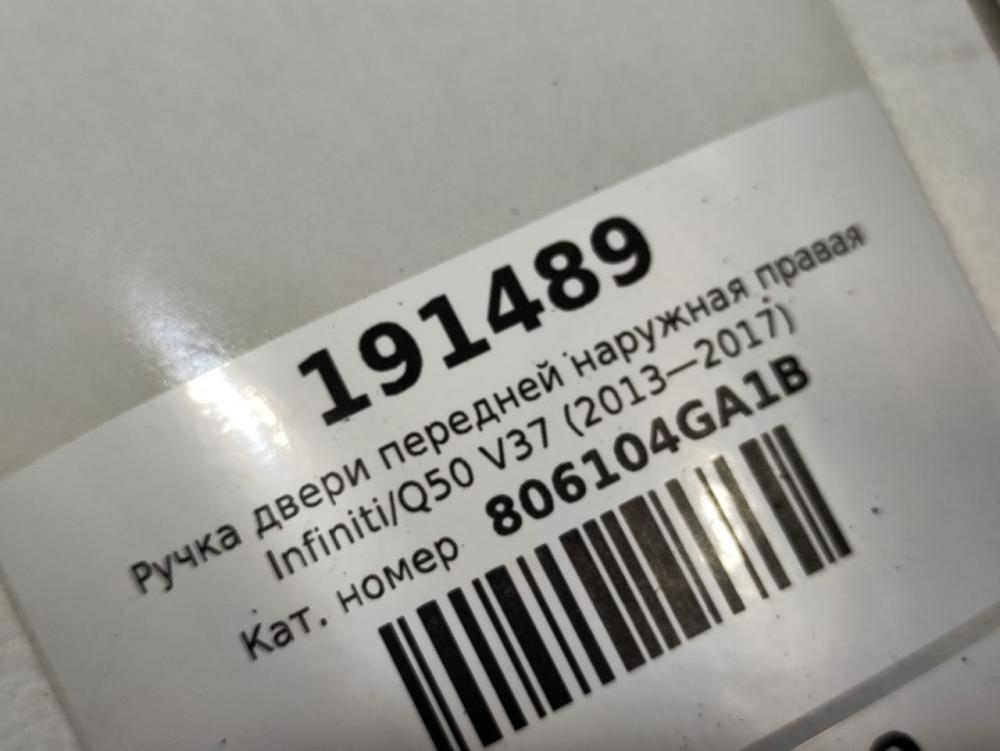 191489
Ручка двери передней наружная правая
Infiniti/Q50 V37 (2013—2017)
Кат. номер 806104GA1B